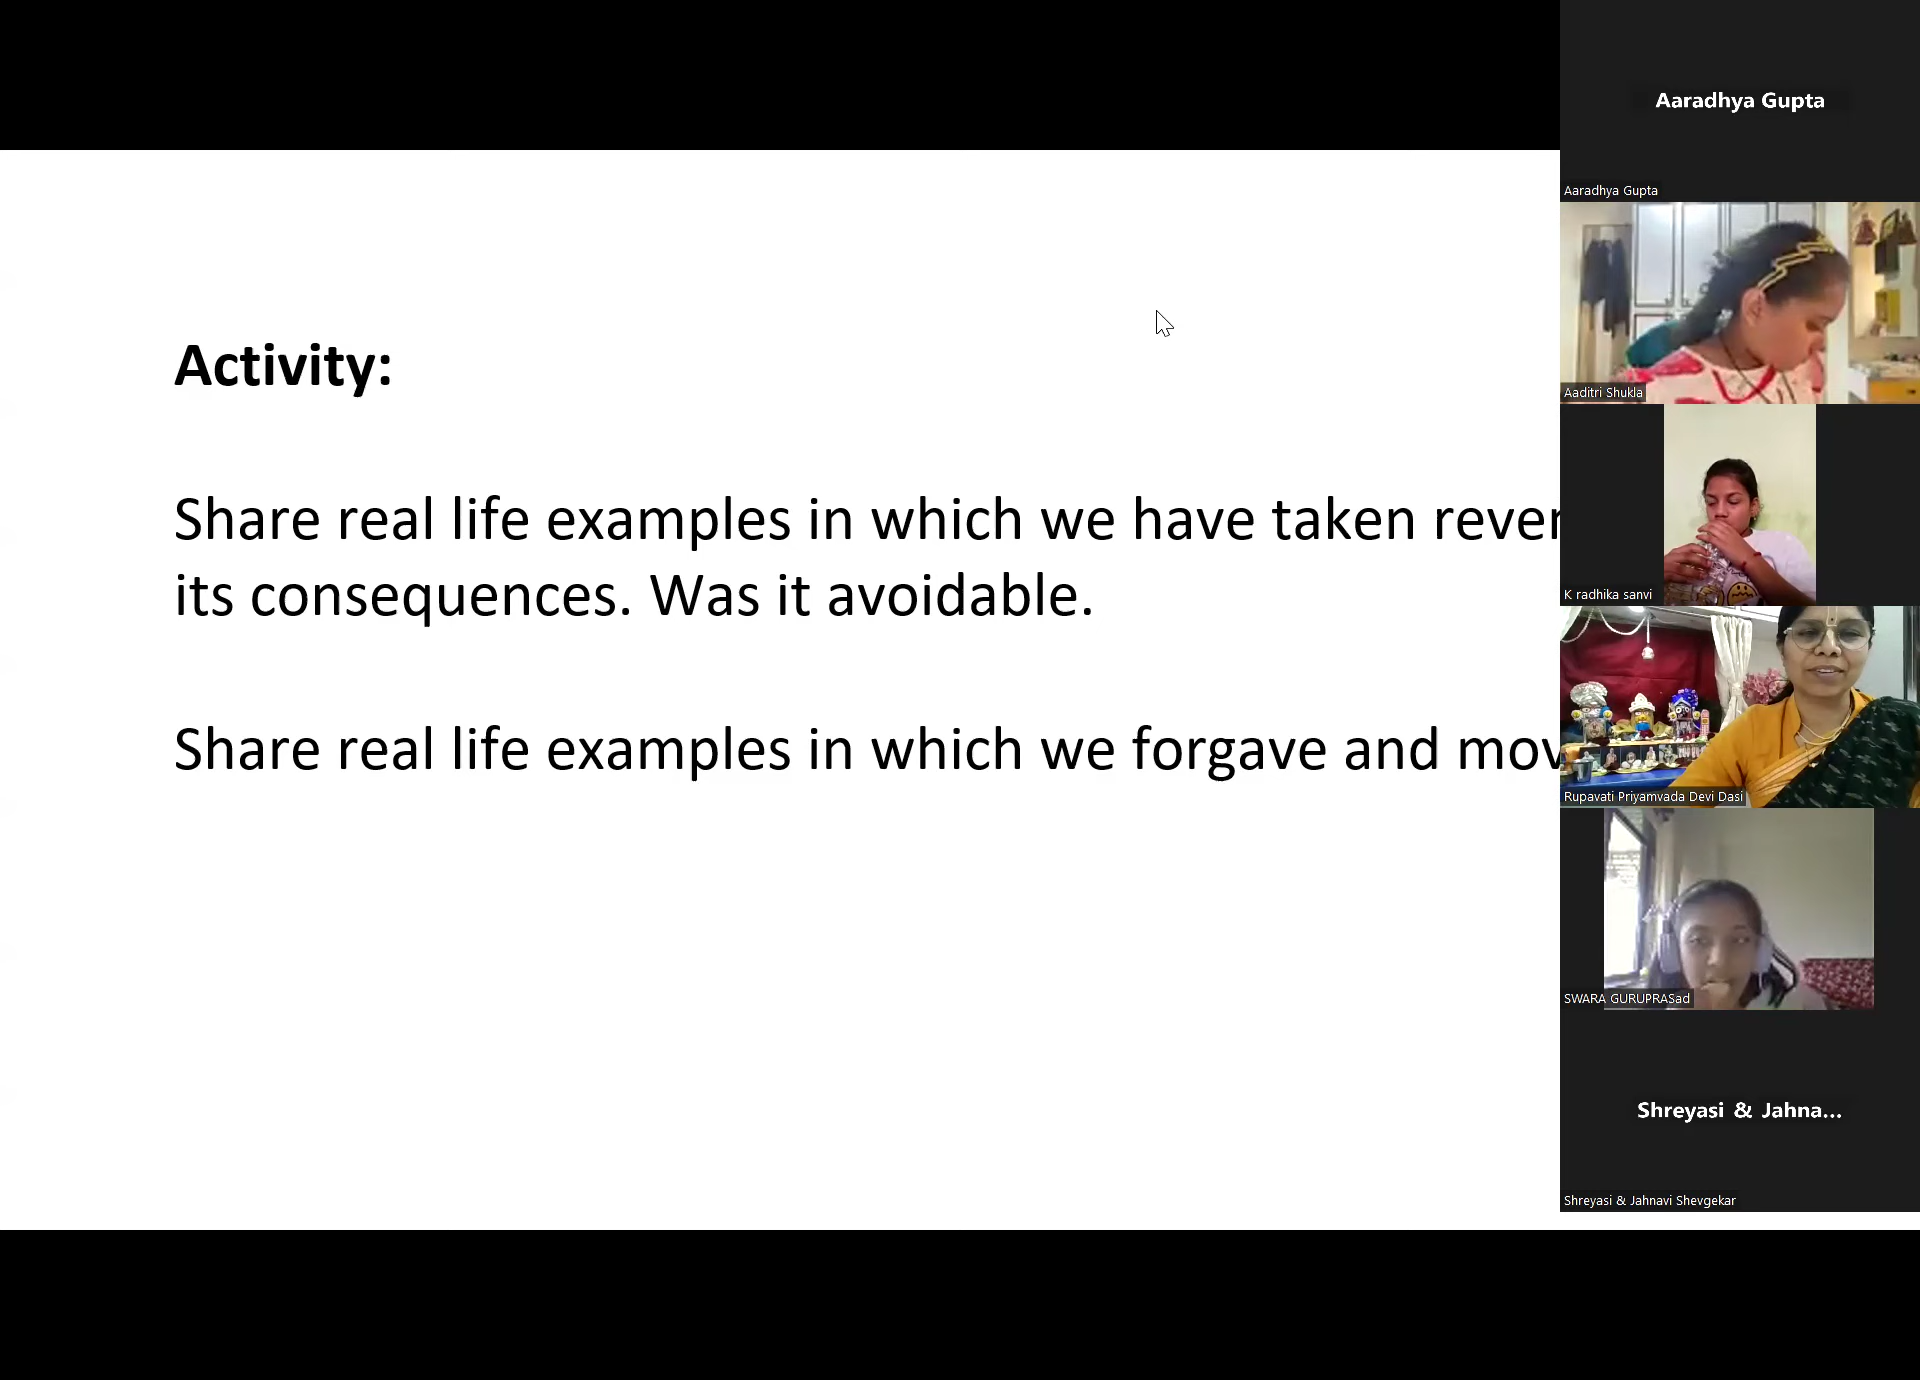 Activity:
Share real life examples in which we have taken rever
its consequences. Was it avoidable.
Share real life examples in which we forgave and mov
Aaradhya Gupta
Aaradhya Gupta
Aaditri Shukla
K radhika sanvi
Rupavati Priyamvada Devi Dasi
SWARA GURUPRASad
Shreyasi & Jahna...
Shreyasi & Jahnavi Shevgekar